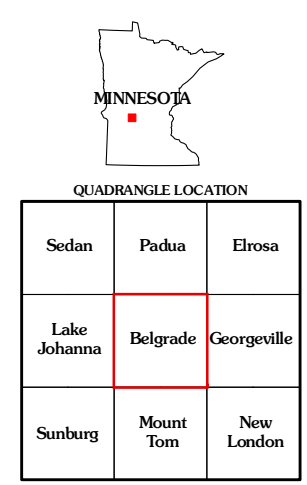 MINNESOTA
QUADRANGLE LOCATION
Sedan
Padua
Elrosa
Lake
Johanna
Belgrade
Georgeville
Sunburg
Mount
Tom
New
London